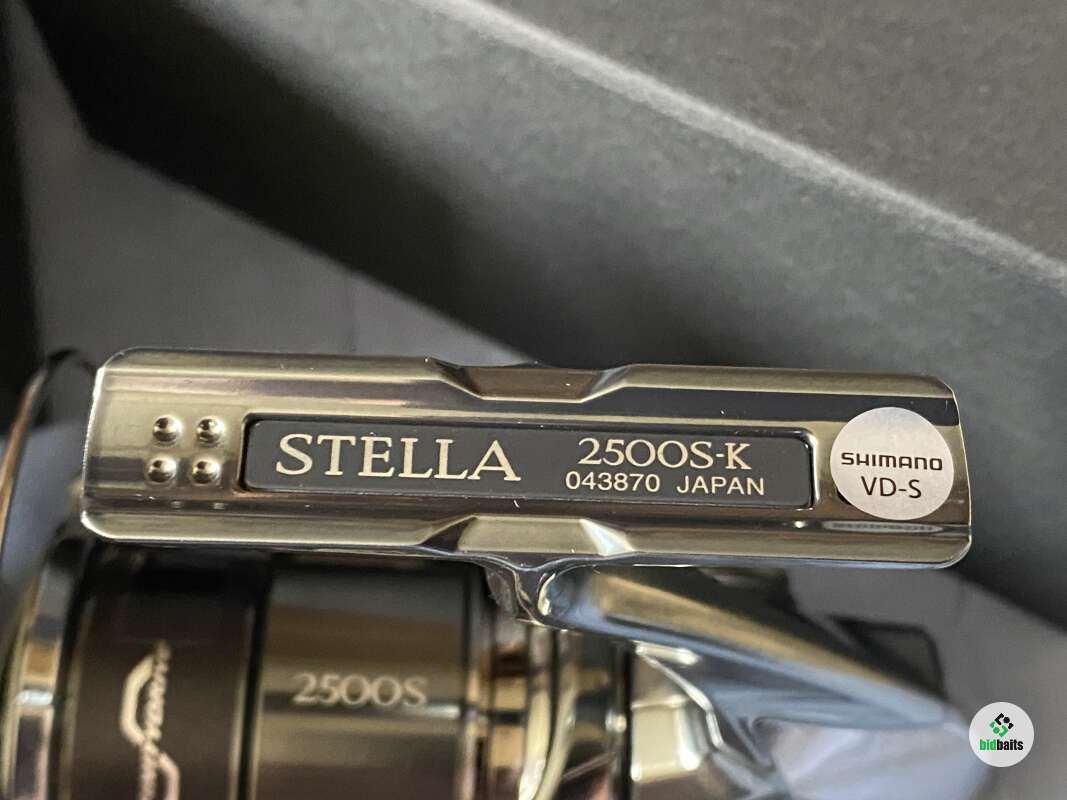 STELLA 2500S-K
043870 JAPAN
SHIMANO
VD-S
2500S
bidbaits